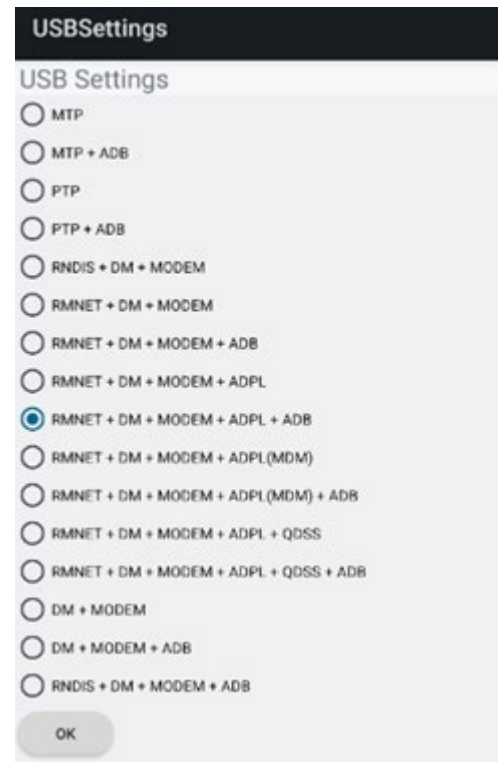 USBSettings
USB Settings
MTP
MTP + ADB
PTP
PTP + ADB
RNDIS + DM + MODEM
RMNET + DM + MODEM
RMNET + DM + MODEM + ADB
RMNET + DM + MODEM + ADPL
RMNET + DM + MODEM + ADPL + ADB
RMNET + DM + MODEM + ADPL(MDM)
RMNET + DM + MODEM + ADPL(MDM) + ADB
RMNET + DM + MODEM + ADPL + QDSS
RMNET + DM + MODEM + ADPL + QDSS + ADB
DM + MODEM
DM + MODEM + ADB
RNDIS + DM + MODEM + ADB
OK